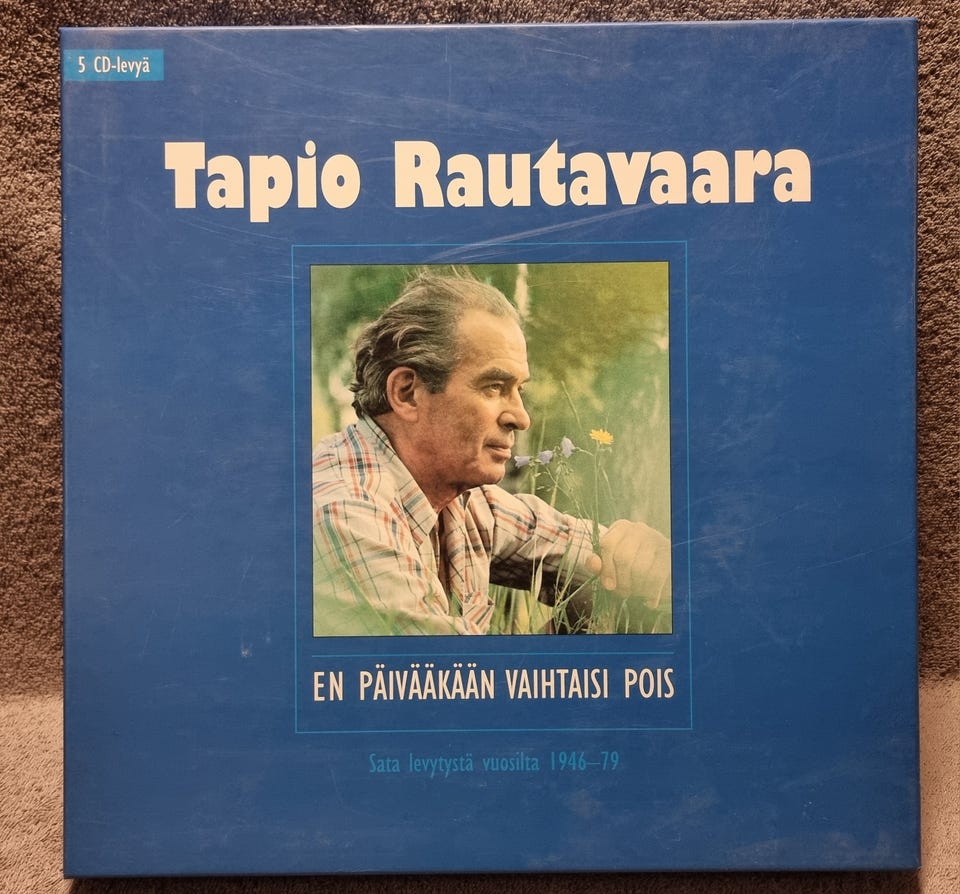 5 CD-levyä
Tapio Rautavaara
EN PÄIVÄÄKÄÄN VAIHTAISI POIS
Sata levytystä vuosilta 1946–79